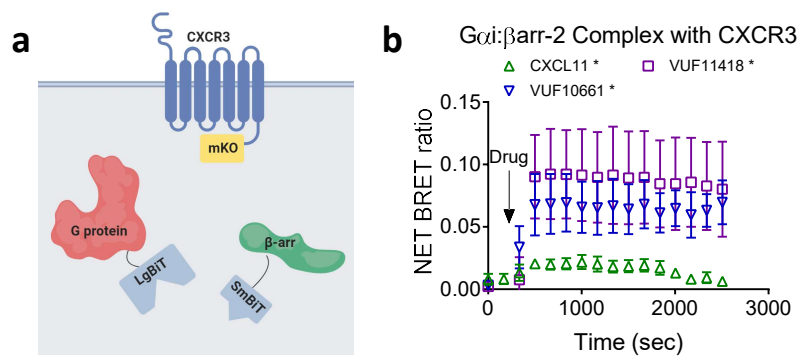 a
CXCR3
mKO
G protein
LgBiT
β-arr
SmBiT
b
Gαi:βarr-2 Complex with CXCR3
CXCL11 *
VUF11418 *
VUF10661 *
NET BRET ratio
0.15
0.10
0.05
0.00
Drug
0
1000
2000
3000
Time (sec)